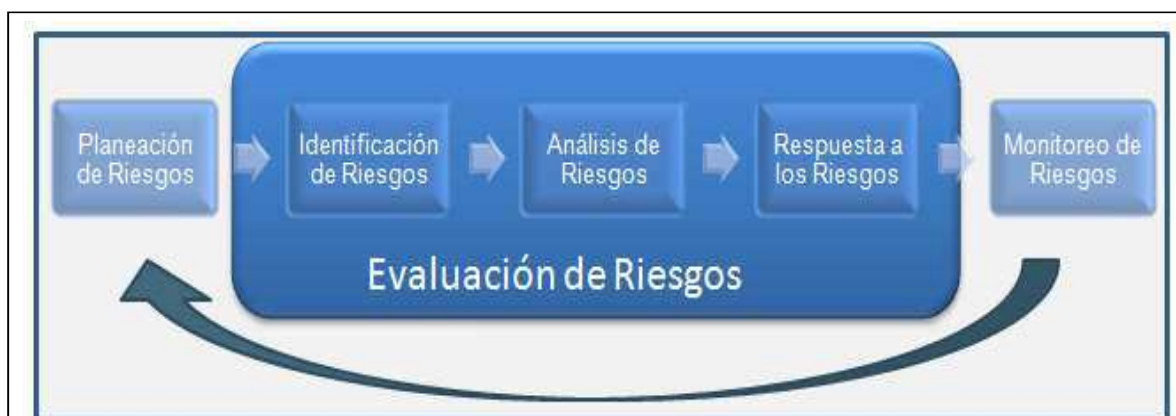 Planeación
de Riesgos
Identificación
de Riesgos
Análisis de
Riesgos
Respuesta a
los Riesgos
Monitoreo de
Riesgos
Evaluación de Riesgos